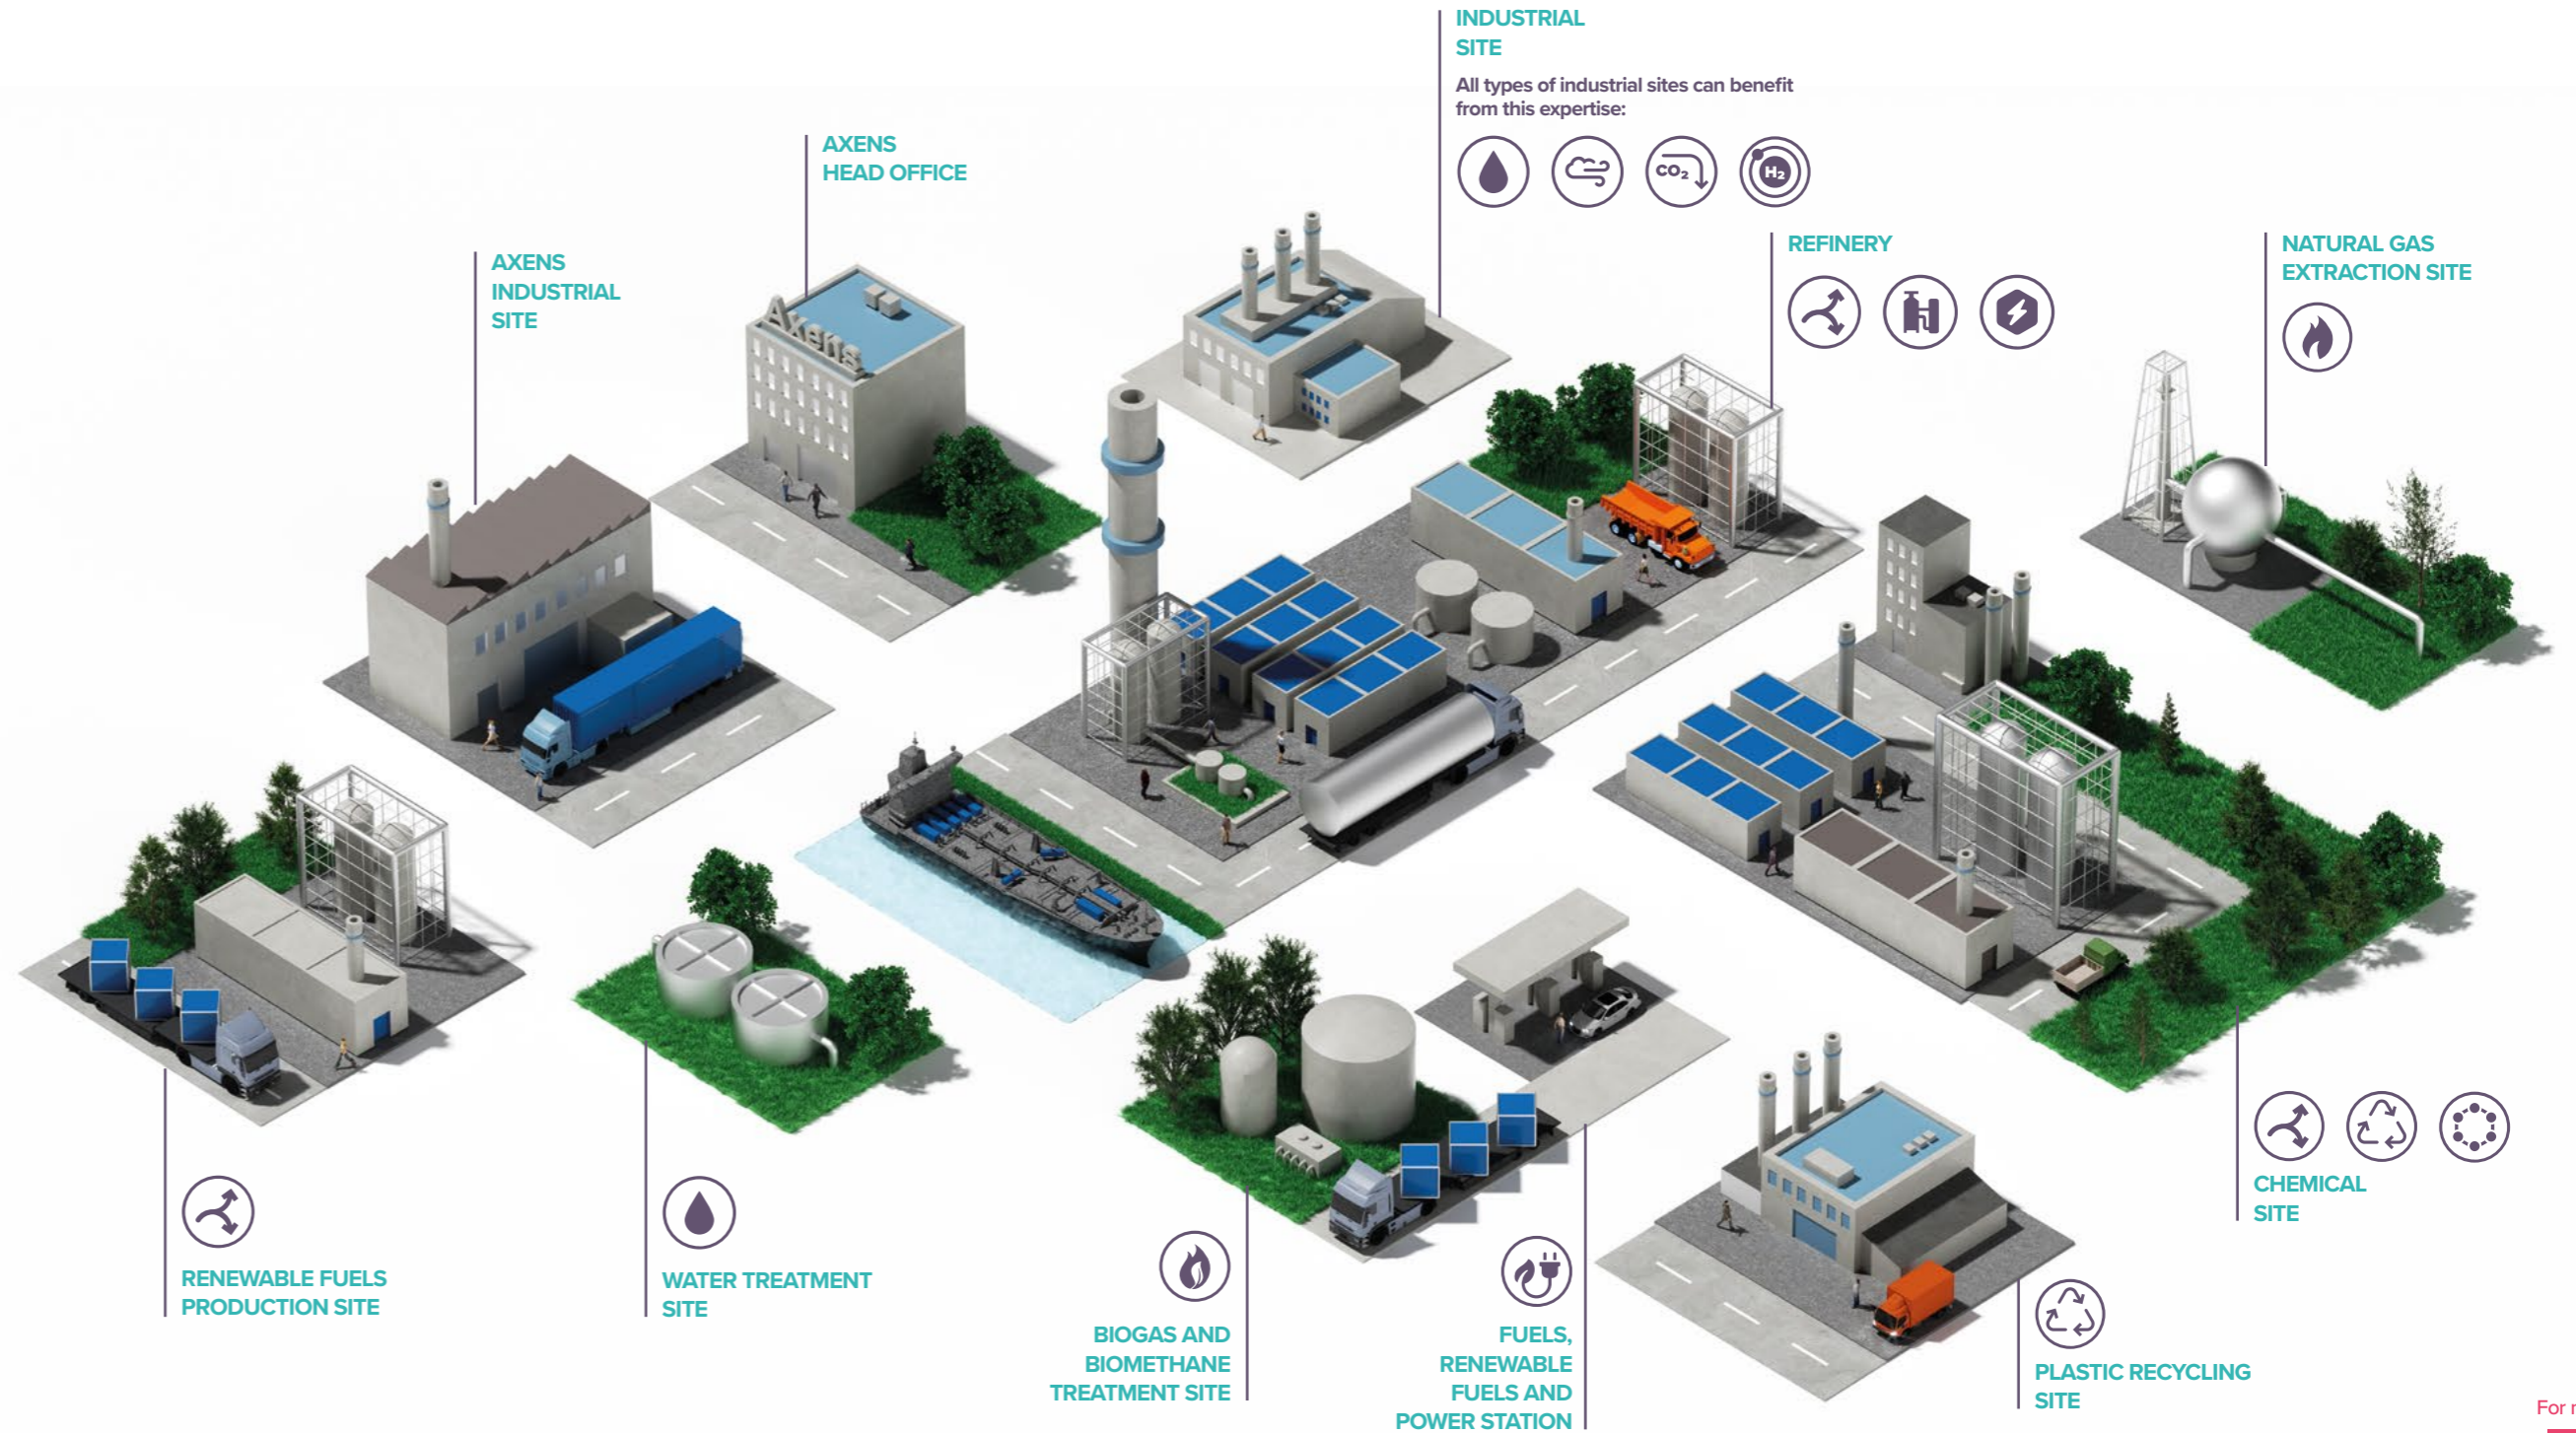 INDUSTRIAL
SITE
All types of industrial sites can benefit
from this expertise:
CO₂
H₂
AXENS
HEAD OFFICE
AXENS
INDUSTRIAL
SITE
Axens
REFINERY
NATURAL GAS
EXTRACTION SITE
RENEWABLE FUELS
PRODUCTION SITE
WATER TREATMENT
SITE
BIOGAS AND
BIOMETHANE
TREATMENT SITE
FUELS,
RENEWABLE
FUELS AND
POWER STATION
CHEMICAL
SITE
PLASTIC RECYCLING
SITE
For